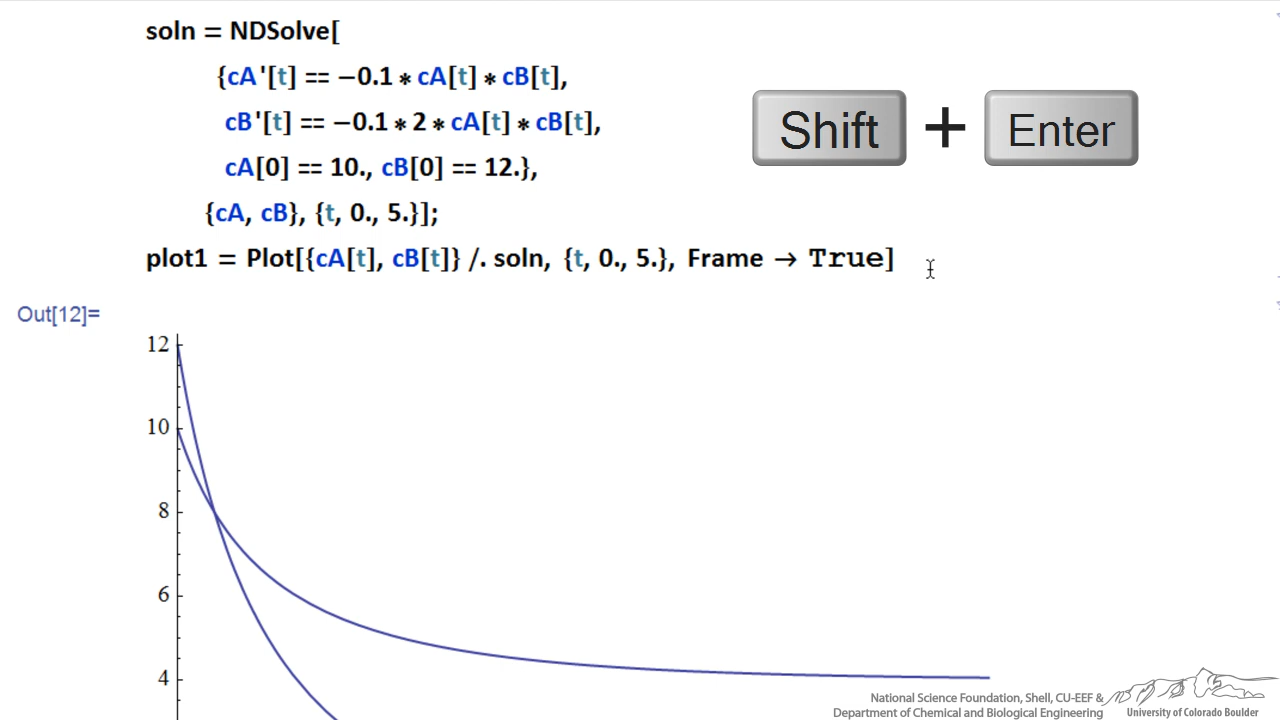 soln = NDSolve[
{cA'[t] == −0.1 * cA[t] * cB[t],
cB'[t] == −0.1 * 2 * cA[t] * cB[t],
cA[0] == 10., cB[0] == 12.},
{cA, cB}, {t, 0., 5.}];
plot1 = Plot[{cA[t], cB[t]} /. soln, {t, 0., 5.}, Frame → True]
Shift + Enter
Out[12]=
12
10
8
6
4
National Science Foundation, Shell, CU-EEF &
Department of Chemical and Biological Engineering
University of Colorado Boulder